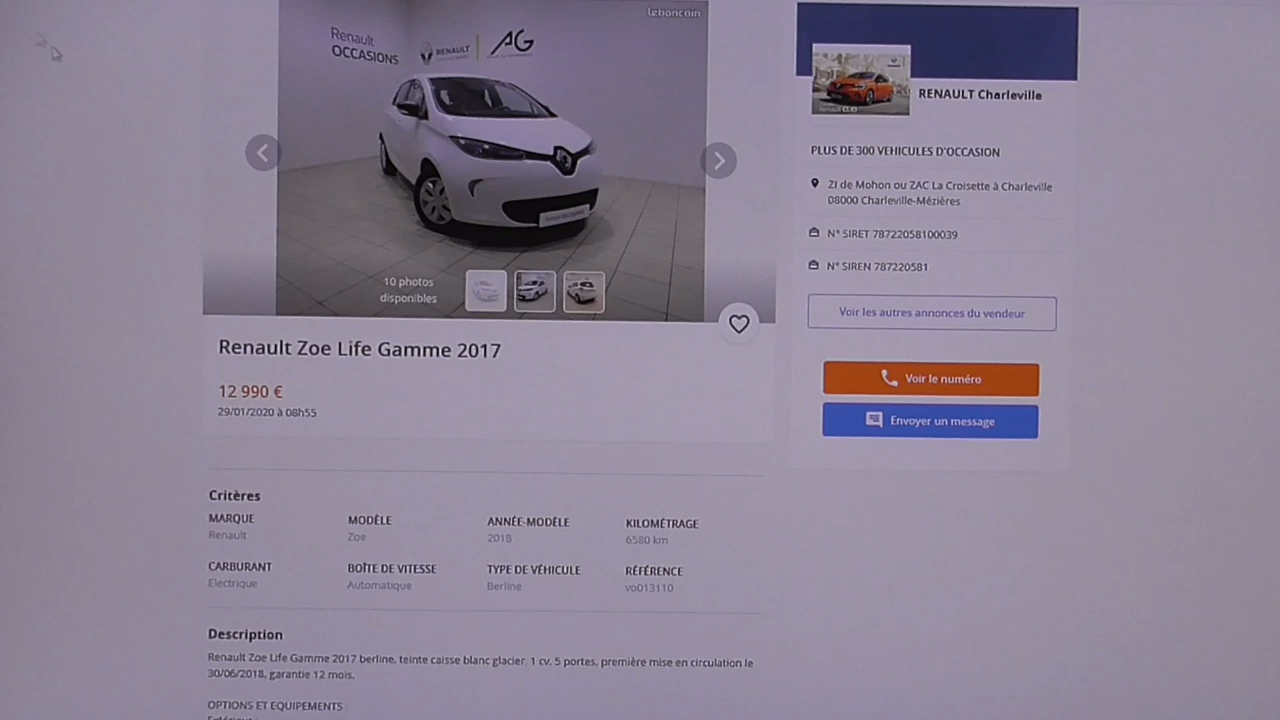 leboncoin
Renault
OCCASIONS
RENAULT
AG
10 photos
disponibles
Renault Zoe Life Gamme 2017
12 990 €
29/01/2020 à 08h55
Critères
MARQUE
Renault
MODÈLE
Zoe
ANNÉE-MODÈLE
2018
KILOMÉTRAGE
6580 km
CARBURANT
Electrique
BOÎTE DE VITESSE
Automatique
TYPE DE VÉHICULE
Berline
RÉFÉRENCE
vo013110
Description
Renault Zoe Life Gamme 2017 berline, teinte caisse blanc glacier, 1 cv, 5 portes, première mise en circulation le
30/06/2018, garantie 12 mois.
OPTIONS ET EQUIPEMENTS
RENAULT Charleville
PLUS DE 300 VEHICULES D'OCCASION
ZI de Mohon ou ZAC La Croisette à Charleville
08000 Charleville-Mézières
N° SIRET 78722058100039
N° SIREN 787220581
Voir les autres annonces du vendeur
Voir le numéro
Envoyer un message